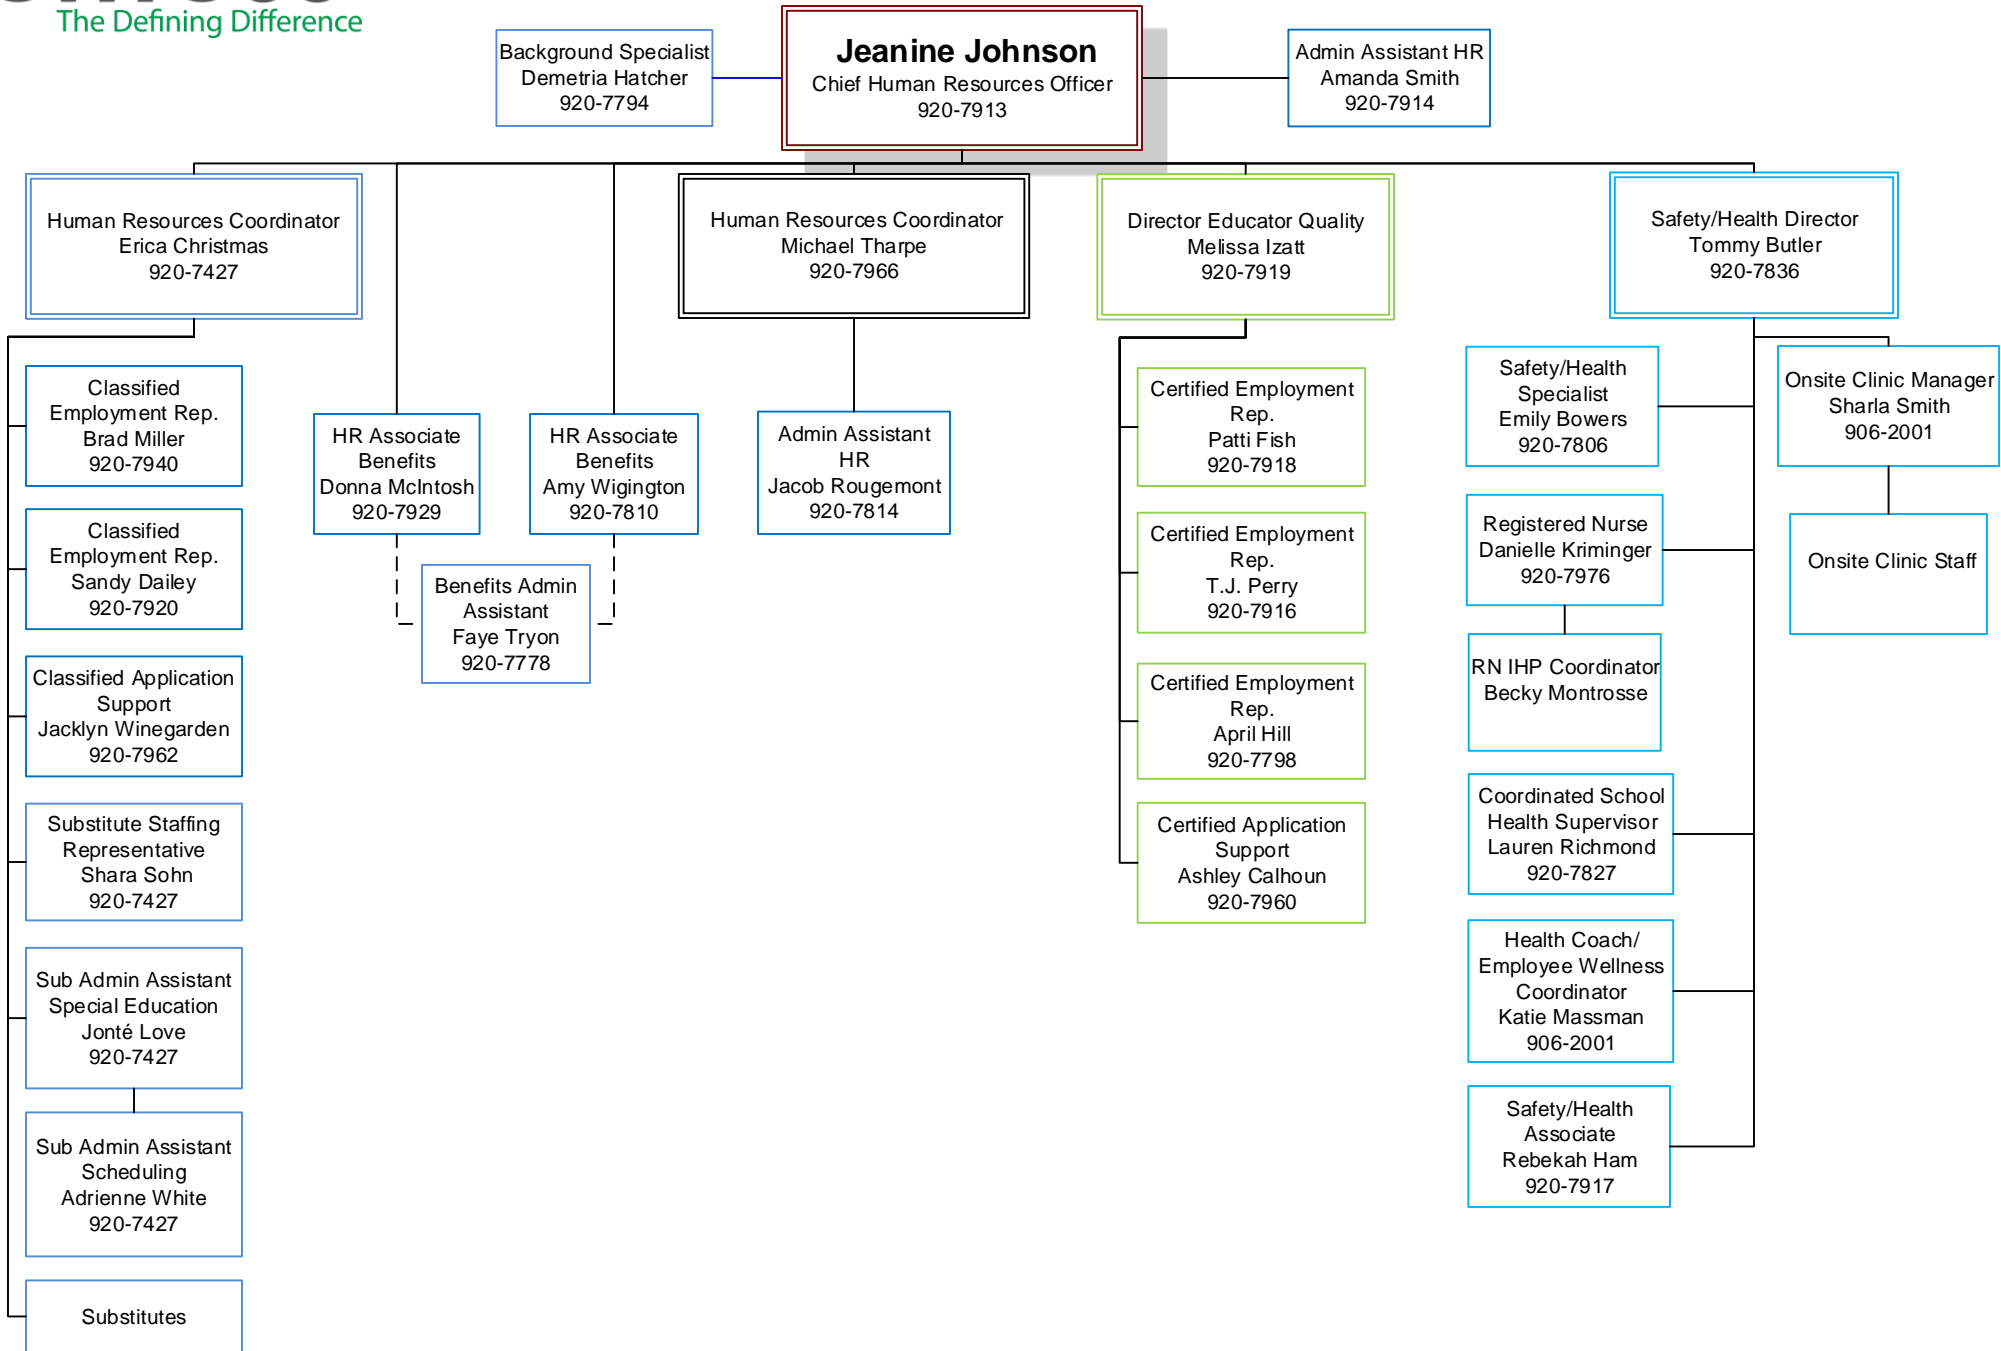 The Defining Difference
Background Specialist
Demetria Hatcher
920-7794
Jeanine Johnson
Chief Human Resources Officer
920-7913
Admin Assistant HR
Amanda Smith
920-7914
Human Resources Coordinator
Erica Christmas
920-7427
Human Resources Coordinator
Michael Tharpe
920-7966
Director Educator Quality
Melissa Izatt
920-7919
Safety/Health Director
Tommy Butler
920-7836
Classified
Employment Rep.
Brad Miller
920-7940
Classified
Employment Rep.
Sandy Dailey
920-7920
Classified Application
Support
Jacklyn Winegarden
920-7962
Substitute Staffing
Representative
Shara Sohn
920-7427
Sub Admin Assistant
Special Education
Jonté Love
920-7427
Sub Admin Assistant
Scheduling
Adrienne White
920-7427
Substitutes
HR Associate
Benefits
Donna McIntosh
920-7929
HR Associate
Benefits
Amy Wigington
920-7810
Benefits Admin
Assistant
Faye Tryon
920-7778
Admin Assistant
HR
Jacob Rougemont
920-7814
Certified Employment
Rep.
Patti Fish
920-7918
Certified Employment
Rep.
T.J. Perry
920-7916
Certified Employment
Rep.
April Hill
920-7798
Certified Application
Support
Ashley Calhoun
920-7960
Safety/Health
Specialist
Emily Bowers
920-7806
Registered Nurse
Danielle Kriminger
920-7976
RN IHP Coordinator
Becky Montrosse
Coordinated School
Health Supervisor
Lauren Richmond
920-7827
Health Coach/
Employee Wellness
Coordinator
Katie Massman
906-2001
Safety/Health
Associate
Rebekah Ham
920-7917
Onsite Clinic Manager
Sharla Smith
906-2001
Onsite Clinic Staff